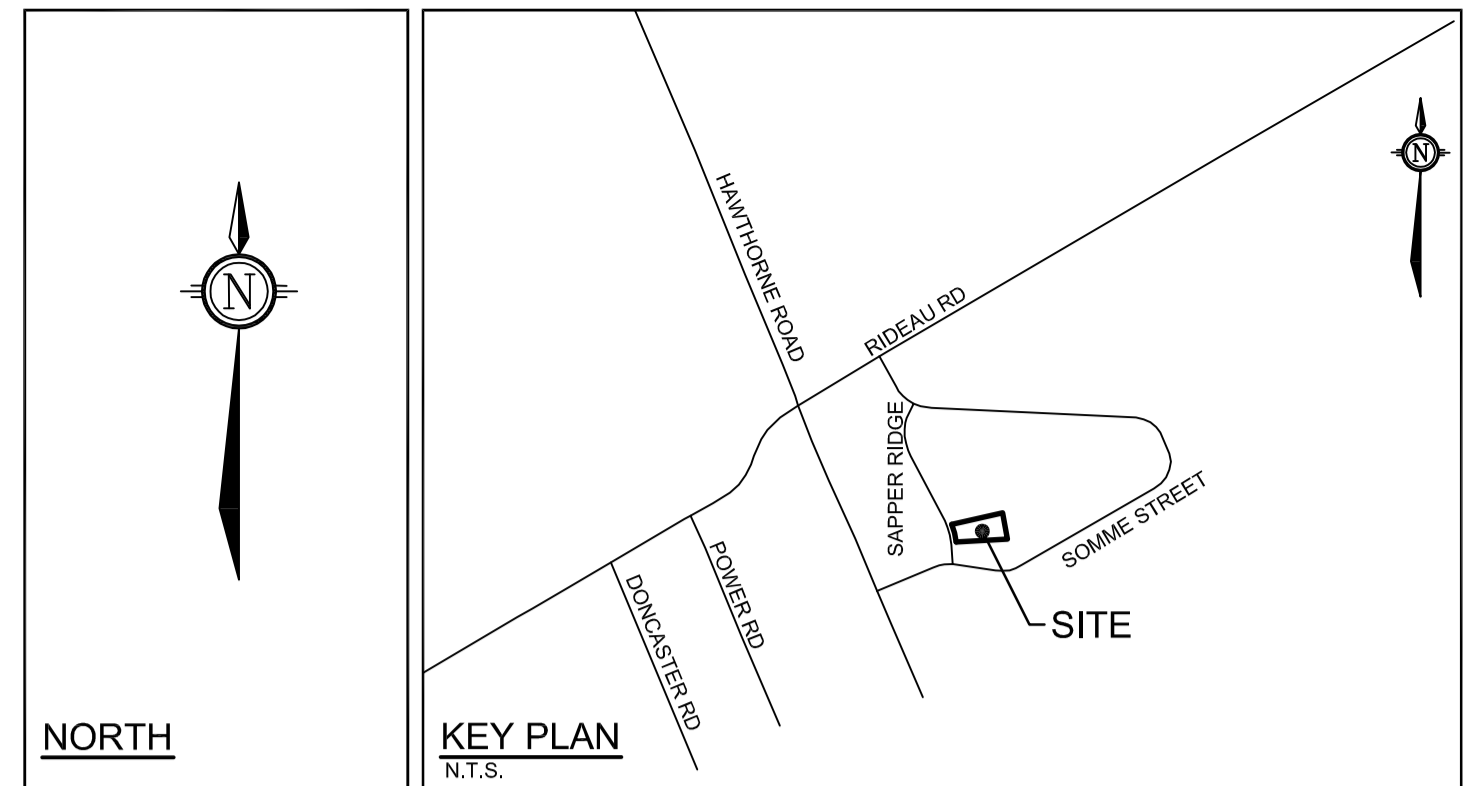 N
NORTH
HAWTHORNE ROAD
RIDEAU RD
N
SAPPER RIDGE
SOMME STREET
POWER RD
DONCASTER RD
SITE
KEY PLAN
N.T.S.